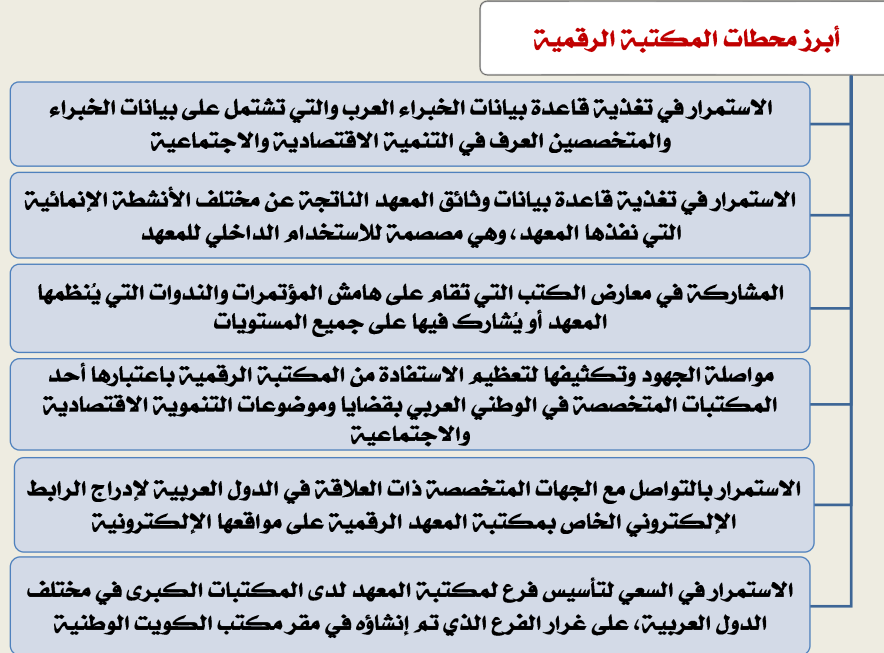 أبرز محطات المكتبة الرقمية
الاستمرار في تغذية قاعدة بيانات الخبراء العرب والتي تشتمل على بيانات الخبراء
والمتخصصين العرف في التنمية الاقتصادية والاجتماعية
الاستمرار في تغذية قاعدة بيانات وثائق المعهد الناتجة عن مختلف الأنشطة الإنمائية
التي نفذها المعهد، وهي مصصمة للاستخدام الداخلي للمعهد
المشاركة في معارض الكتب التي تقام على هامش المؤتمرات والندوات التي يُنظمها
المعهد أو يُشارك فيها على جميع المستويات
مواصلة الجهود وتكثيفها لتعظيم الاستفادة من المكتبة الرقمية باعتبارها أحد
المكتبات المتخصصة في الوطني العربي بقضايا وموضوعات التنموية الاقتصادية
والاجتماعية
الاستمرار بالتواصل مع الجهات المتخصصة ذات العلاقة في الدول العربية لإدراج الرابط
الإلكتروني الخاص بمكتبة المعهد الرقمية على مواقعها الإلكترونية
الاستمرار في السعي لتأسيس فرع لمكتبة المعهد لدى المكتبات الكبرى في مختلف
الدول العربية، على غرار الفرع الذي تم إنشاؤه في مقر مكتب الكويت الوطنية